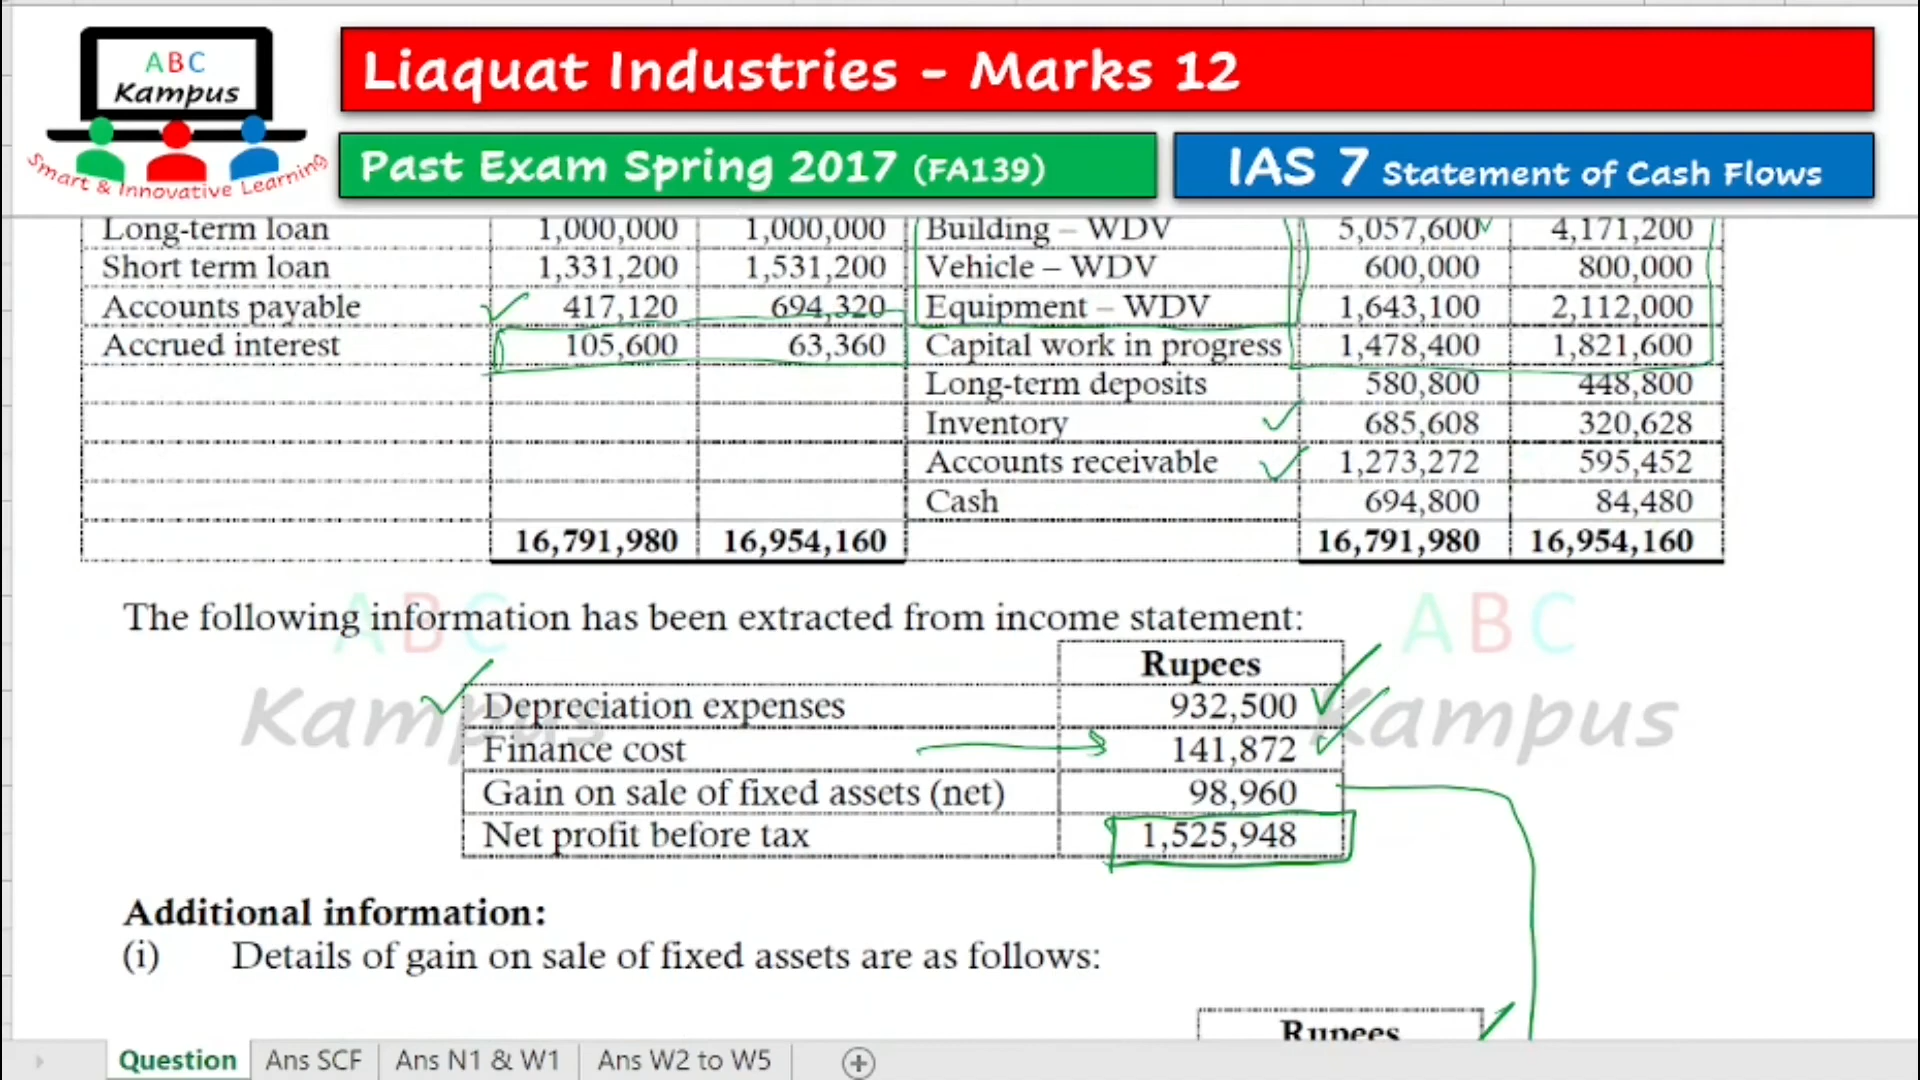 ABC
Kampus
Smart & Innovative Learning
Liaquat Industries - Marks 12
Past Exam Spring 2017 (FA139)
IAS 7 Statement of Cash Flows
Long-term loan 1,000,000 1,000,000 Building – WDV 5,057,600 4,171,200
Short term loan 1,331,200 1,531,200 Vehicle – WDV 600,000 800,000
Accounts payable 417,120 694,320 Equipment – WDV 1,643,100 2,112,000
Accrued interest 105,600 63,360 Capital work in progress 1,478,400 1,821,600
Long-term deposits 580,800 448,800
Inventory 685,608 320,628
Accounts receivable 1,273,272 595,452
Cash 694,800 84,480
16,791,980 16,954,160 16,791,980 16,954,160
The following information has been extracted from income statement:
ABC
Kampus
ABC
Kampus
Rupees
Depreciation expenses 932,500
Finance cost 141,872
Gain on sale of fixed assets (net) 98,960
Net profit before tax 1,525,948
Additional information:
(i) Details of gain on sale of fixed assets are as follows:
Rupees
Question Ans SCF Ans N1 & W1 Ans W2 to W5